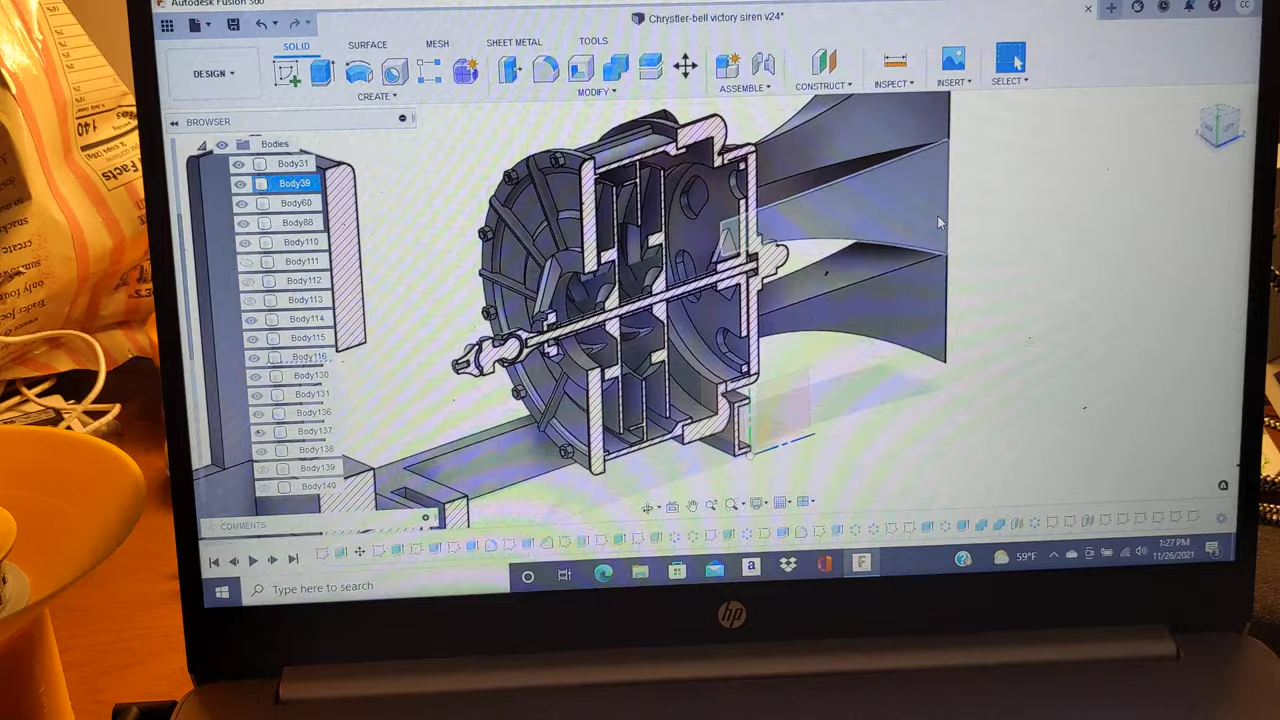 Autodesk Fusion 360
Chrystler-bell victory siren v24*
CC
DESIGN
SOLID
SURFACE
MESH
SHEET METAL
TOOLS
CREATE
MODIFY
ASSEMBLE
CONSTRUCT
INSPECT
INSERT
SELECT
BROWSER
Bodies
Body31
Body39
Body60
Body88
Body110
Body111
Body112
Body113
Body114
Body115
Body116
Body130
Body131
Body136
Body137
Body138
Body139
Body140
LEFT
COMMENTS
Type here to search
59°F
1:27 PM
11/26/2021
hp
Facts
140